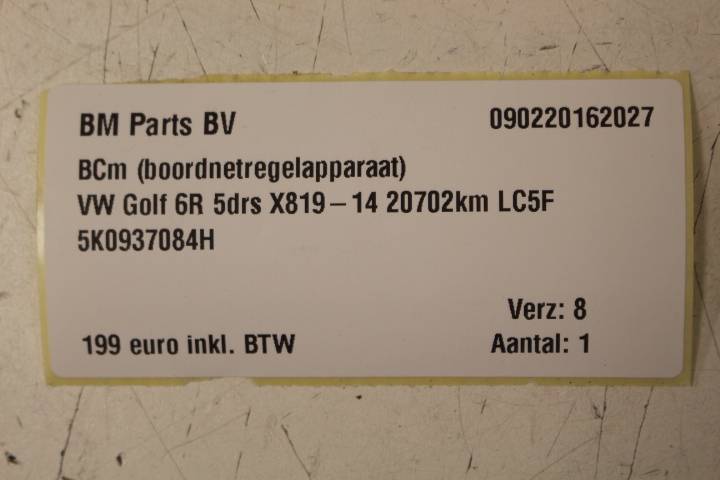 BM Parts BV 090220162027
BCm (boordnetregelapparaat)
VW Golf 6R 5drs X819-14 20702km LC5F
5K0937084H
Verz: 8
199 euro inkl. BTW Aantal: 1